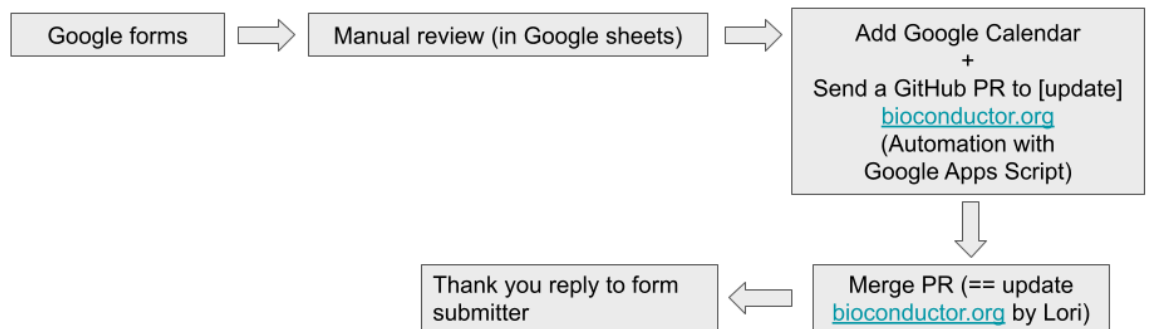 Google forms
Manual review (in Google sheets)
Add Google Calendar
+
Send a GitHub PR to [update]
bioconductor.org
(Automation with
Google Apps Script)
Merge PR (== update
bioconductor.org by Lori)
Thank you reply to form
submitter